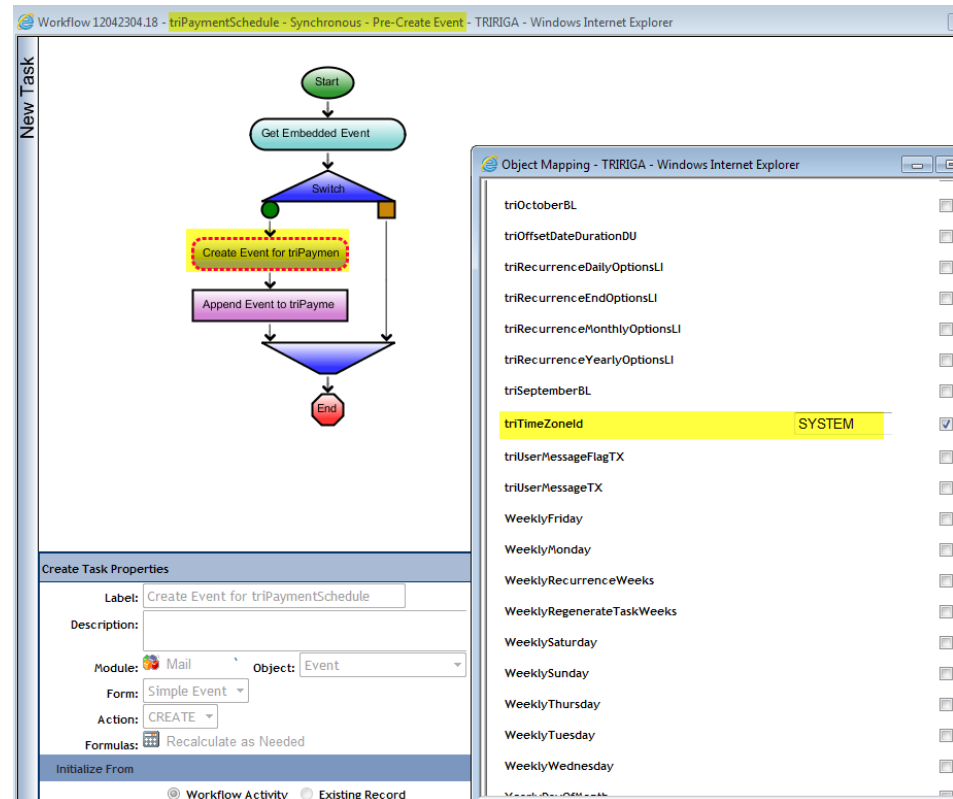 Workflow 12042304.18 - triPaymentSchedule - Synchronous - Pre-Create Event - TRIRIGA - Windows Internet Explorer
New Task
Start
Get Embedded Event
Switch
Create Event for triPaymen
Append Event to triPayme
End
Object Mapping - TRIRIGA - Windows Internet Explorer
triOctoberBL
triOffsetDateDurationDU
triRecurrenceDailyOptionsLI
triRecurrenceEndOptionsLI
triRecurrenceMonthlyOptionsLI
triRecurrenceYearlyOptionsLI
triSeptemberBL
triTimeZoneId SYSTEM
triUserMessageFlagTX
triUserMessageTX
WeeklyFriday
WeeklyMonday
WeeklyRecurrenceWeeks
WeeklyRegenerateTaskWeeks
WeeklySaturday
WeeklySunday
WeeklyThursday
WeeklyTuesday
WeeklyWednesday
YearlyDayOfMonth
Create Task Properties
Label: Create Event for triPaymentSchedule
Description:
Module: Mail Object: Event
Form: Simple Event
Action: CREATE
Formulas: Recalculate as Needed
Initialize From
Workflow Activity Existing Record